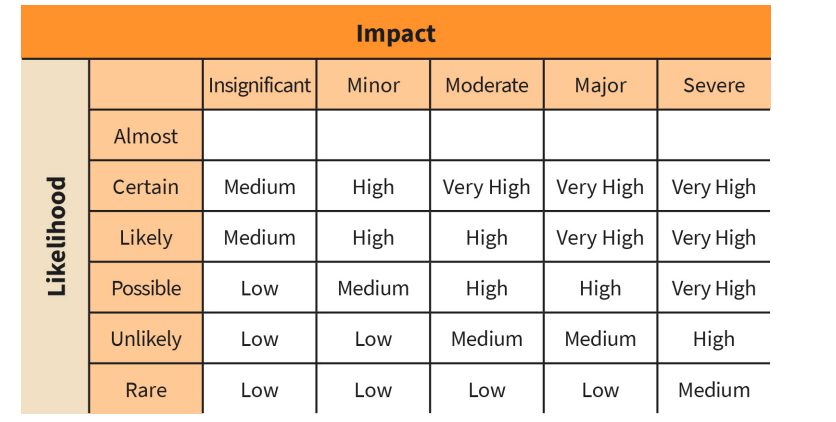 Impact
Insignificant Minor Moderate Major Severe
Likelihood
Almost
Certain Medium High Very High Very High Very High
Likely Medium High High Very High Very High
Possible Low Medium High High Very High
Unlikely Low Low Medium Medium High
Rare Low Low Low Low Medium